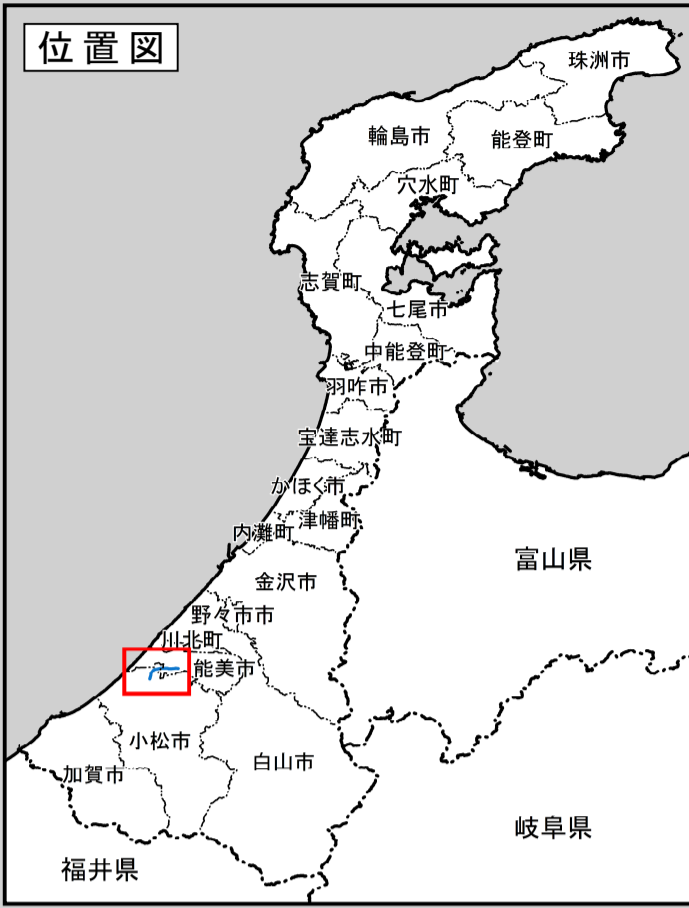 位置図
珠洲市
輪島市
能登町
穴水町
志賀町
七尾市
中能登町
羽咋市
宝達志水町
かほく市
津幡町
内灘町
富山県
金沢市
野々市市
川北町
能美市
小松市
白山市
加賀市
岐阜県
福井県